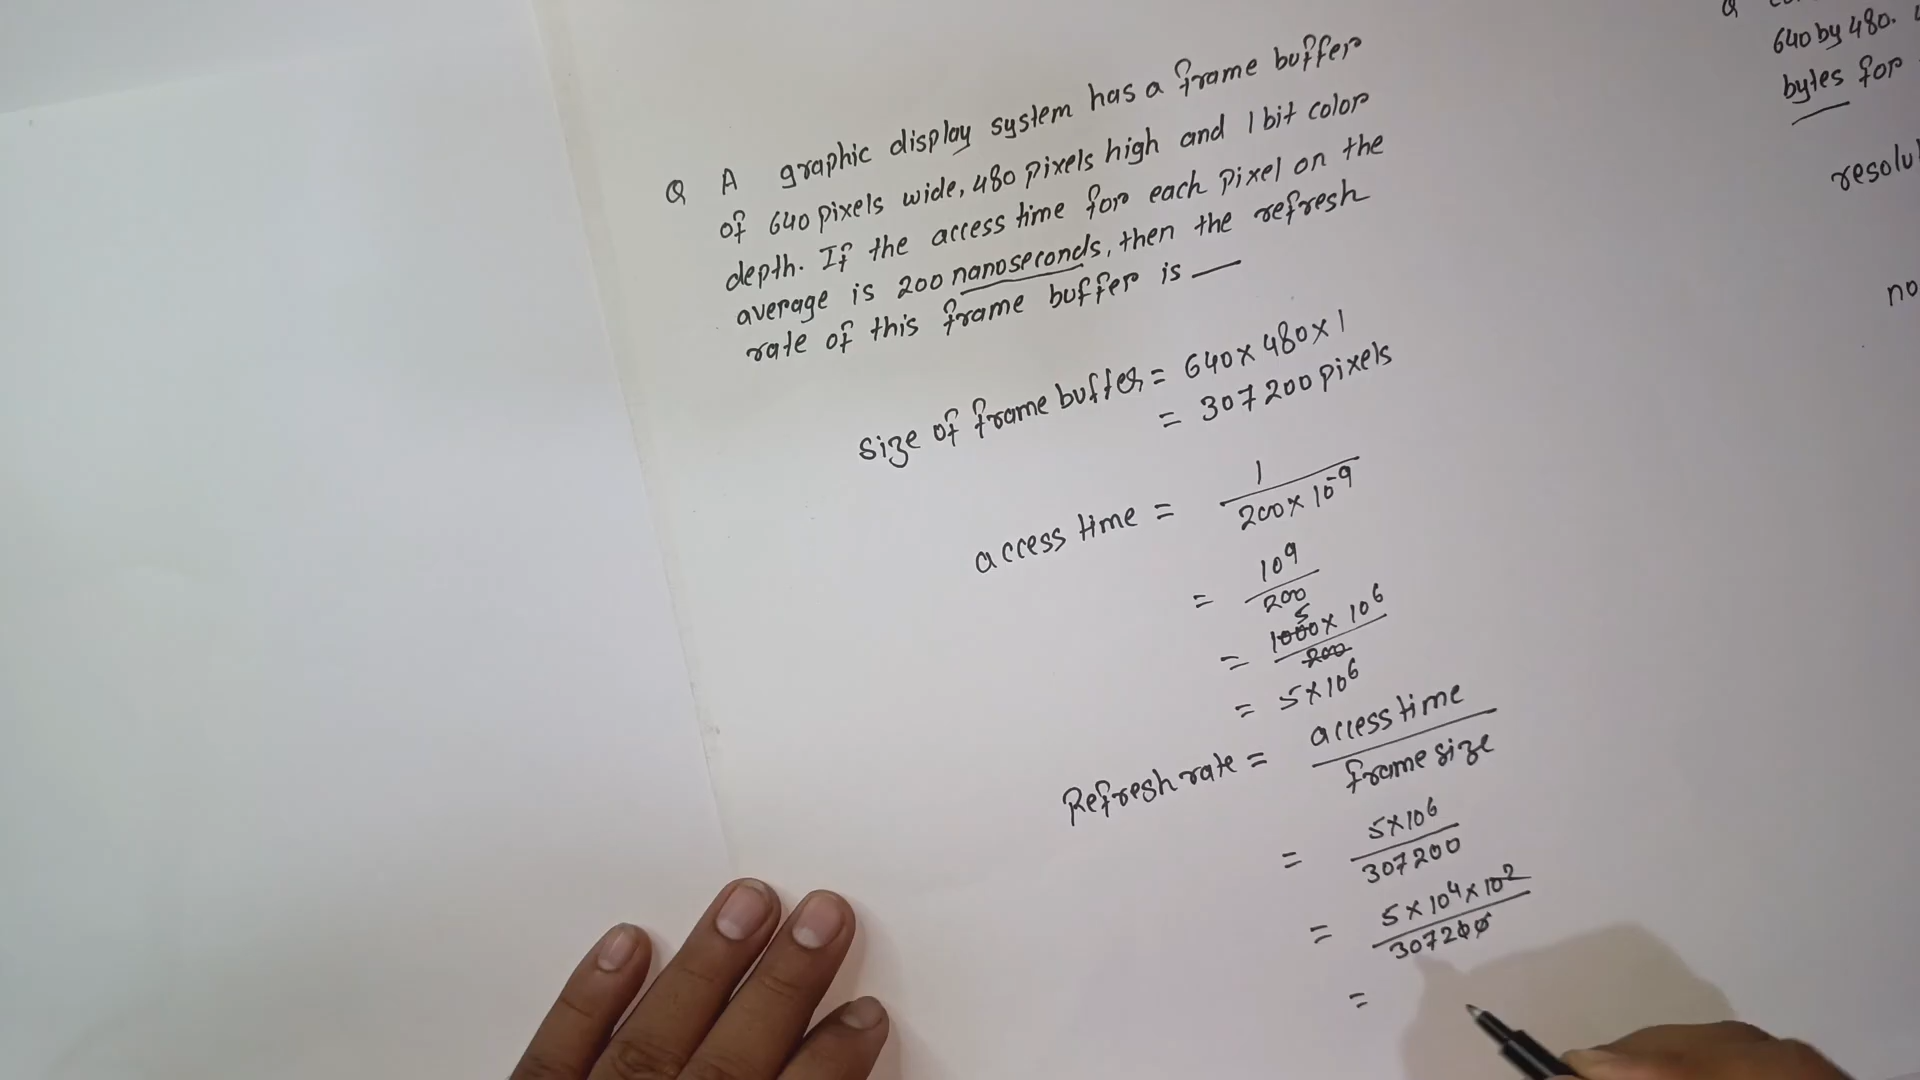 Q A graphic display system has a frame buffer
of 640 pixels wide, 480 pixels high and 1 bit color
depth. If the access time for each pixel on the
average is 200 nanoseconds, then the refresh
rate of this frame buffer is —
size of frame buffer = 640 × 480 × 1
= 307200 pixels
access time = 1 / 200 × 10⁻⁹
= 10⁹ / 200
= 1000 × 10⁶ / 200 5
= 5 × 10⁶
Refresh rate = access time / frame size
= 5×10⁶ / 307200
= 5 × 10⁴ × 10² / 307200
=
Q
640 by 480.
bytes for
resolu
no